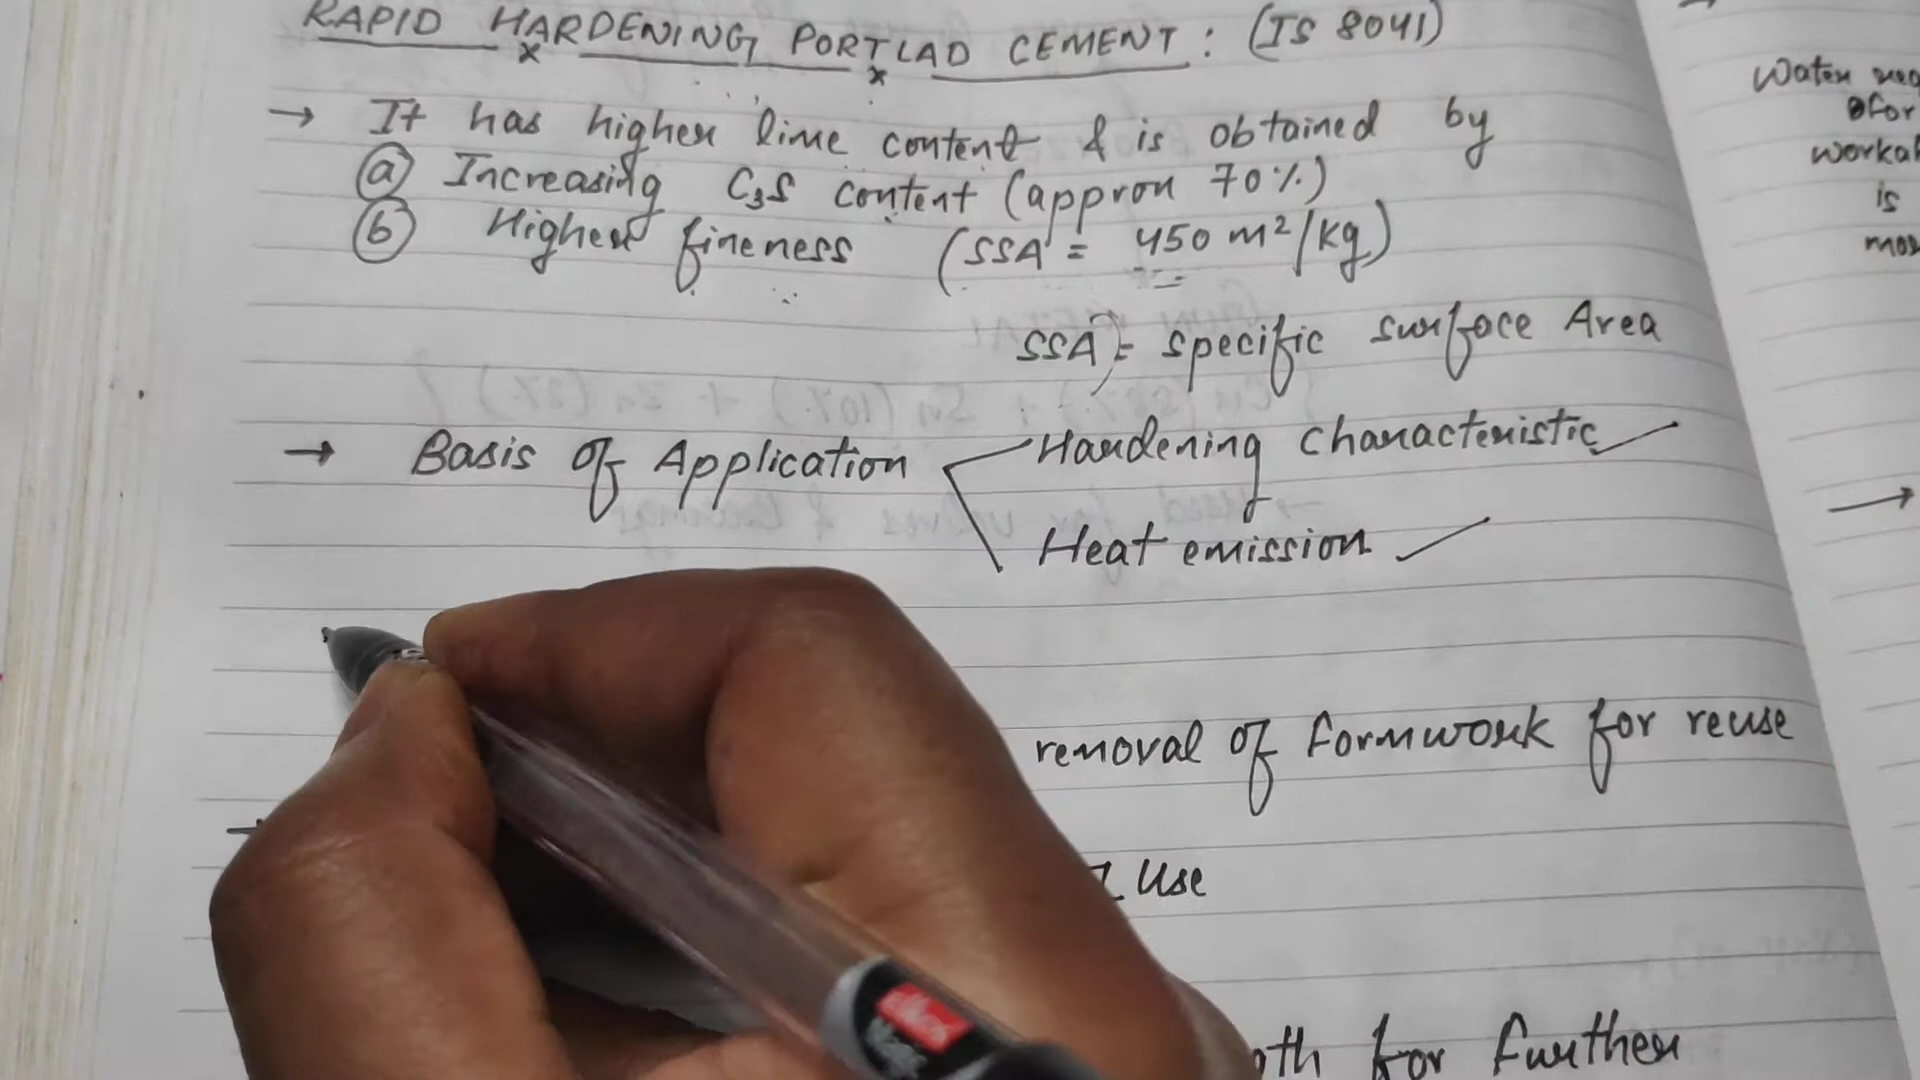 RAPID HARDENING PORTLAD CEMENT: (IS 8041)
→ It has higher lime content & is obtained by
(a) Increasing C3S content (approx 70%)
(b) Higher fineness (SSA = 450 m²/kg)
SSA = specific surface Area
→ Basis of Application
Hardening characteristic
Heat emission
removal of formwork for reuse
Use
for further
Water
for
is